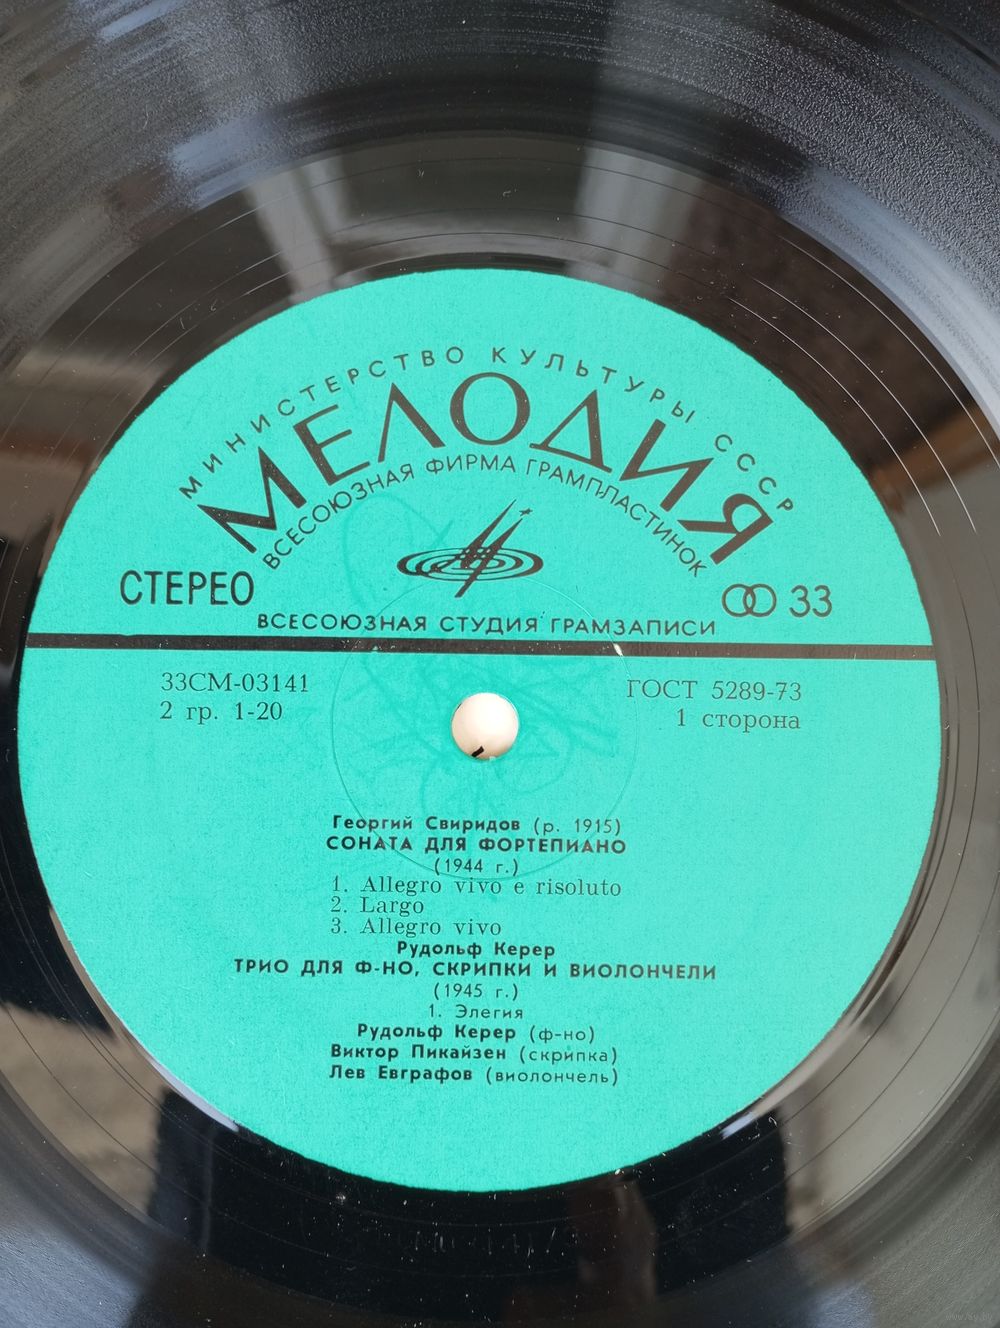 МИНИСТЕРСТВО КУЛЬТУРЫ СССР
МЕЛОДИЯ
ВСЕСОЮЗНАЯ ФИРМА ГРАМПЛАСТИНОК
СТЕРЕО
33
ВСЕСОЮЗНАЯ СТУДИЯ ГРАМЗАПИСИ
33СМ-03141
ГОСТ 5289-73
2 гр. 1-20
1 сторона
Георгий Свиридов (р. 1915)
СОНАТА ДЛЯ ФОРТЕПИАНО
(1944 г.)
1. Allegro vivo e risoluto
2. Largo
3. Allegro vivo
Рудольф Керер
ТРИО ДЛЯ Ф-НО, СКРИПКИ И ВИОЛОНЧЕЛИ
(1945 г.)
1. Элегия
Рудольф Керер (ф-но)
Виктор Пикайзен (скрипка)
Лев Евграфов (виолончель)